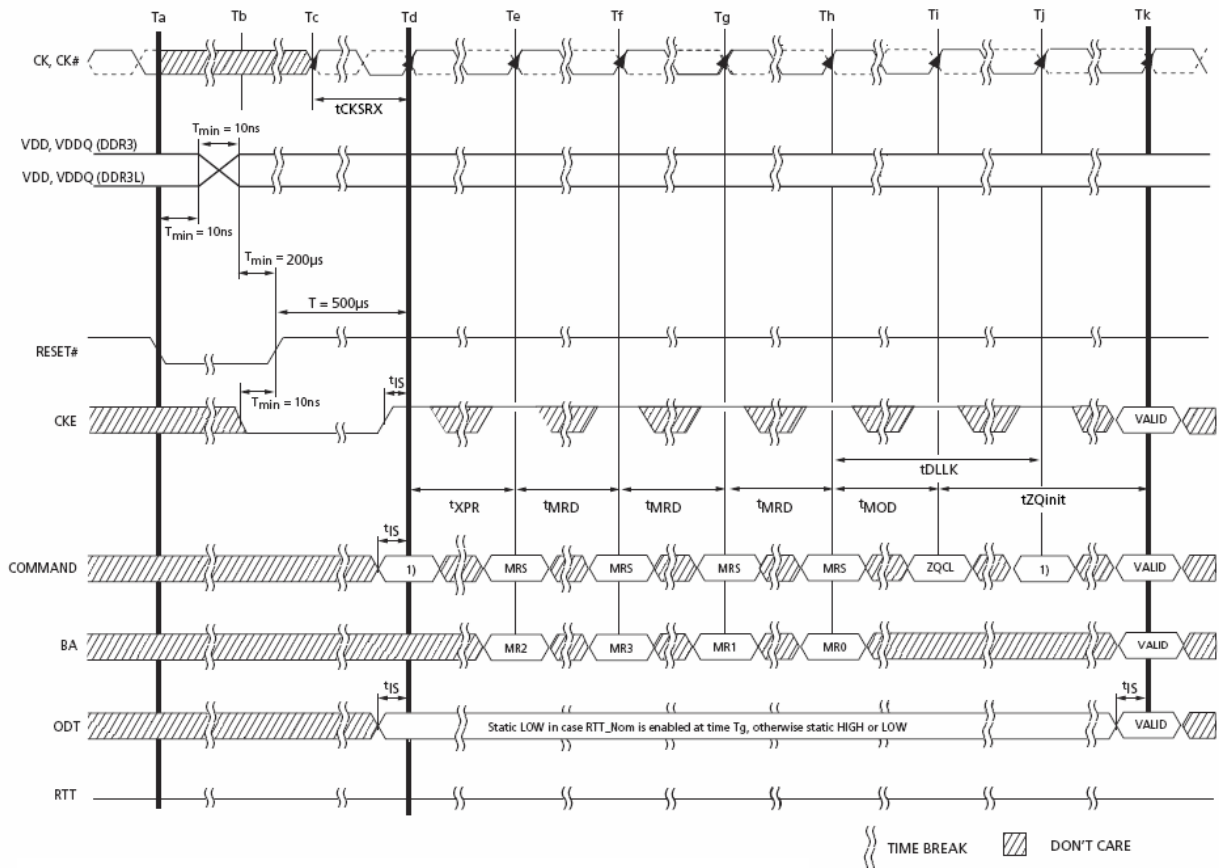 Ta Tb Tc Td Te Tf Tg Th Ti Tj Tk
CK, CK#
tCKSRX
Tmin = 10ns
VDD, VDDQ (DDR3)
VDD, VDDQ (DDR3L)
Tmin = 10ns
Tmin = 200µs
T = 500µs
RESET#
Tmin = 10ns
tIS
CKE
VALID
tDLLK
tXPR tMRD tMRD tMRD tMOD tZQinit
tIS
COMMAND 1) MRS MRS MRS MRS ZQCL 1) VALID
BA MR2 MR3 MR1 MR0 VALID
tIS tIS
ODT Static LOW in case RTT_Nom is enabled at time Tg, otherwise static HIGH or LOW VALID
RTT
TIME BREAK DON'T CARE